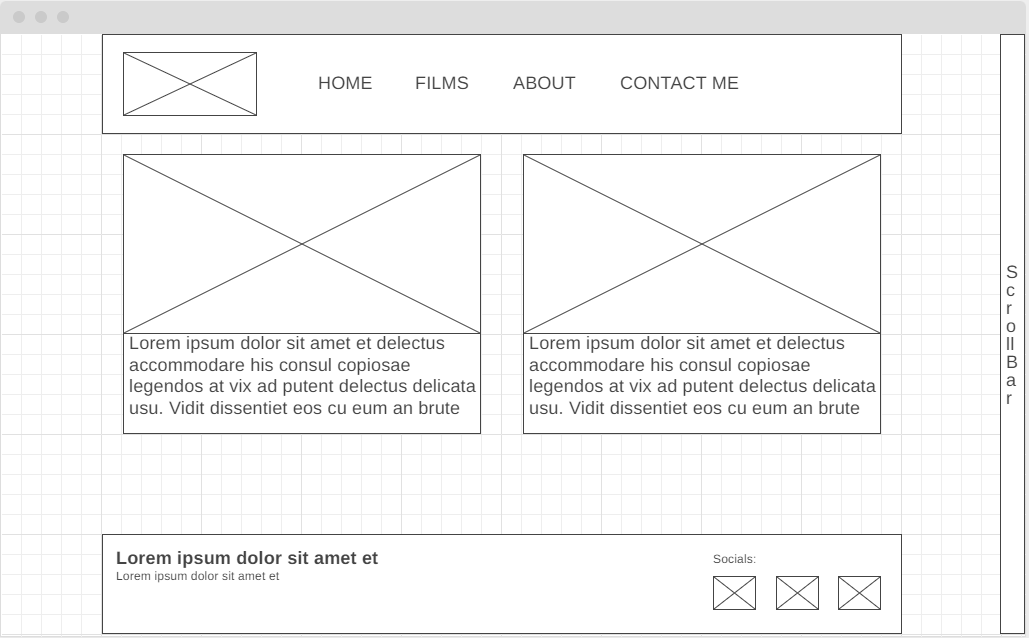 HOME FILMS ABOUT CONTACT ME
Lorem ipsum dolor sit amet et delectus
accommodare his consul copiosae
legendos at vix ad putent delectus delicata
usu. Vidit dissentiet eos cu eum an brute
Lorem ipsum dolor sit amet et delectus
accommodare his consul copiosae
legendos at vix ad putent delectus delicata
usu. Vidit dissentiet eos cu eum an brute
Scroll Bar
Lorem ipsum dolor sit amet et
Lorem ipsum dolor sit amet et
Socials: